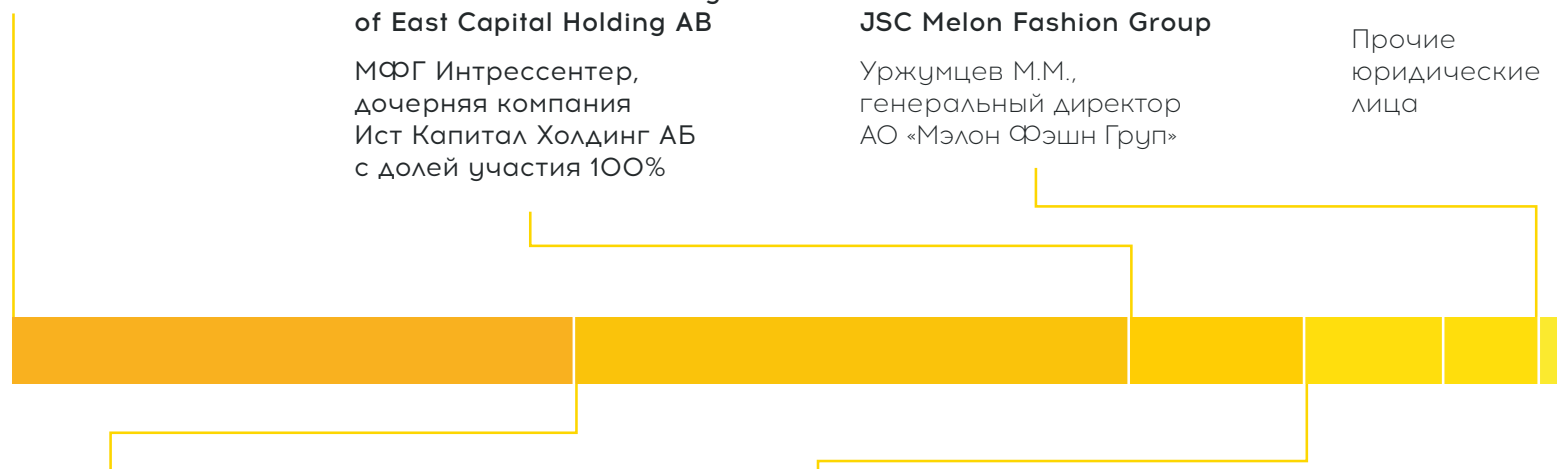 of East Capital Holding AB
МФГ Интрессентер,
дочерняя компания
Ист Капитал Холдинг АБ
с долей участия 100%
JSC Melon Fashion Group
Уржумцев М.М.,
генеральный директор
АО «Мэлон Фэшн Груп»
Прочие
юридические
лица